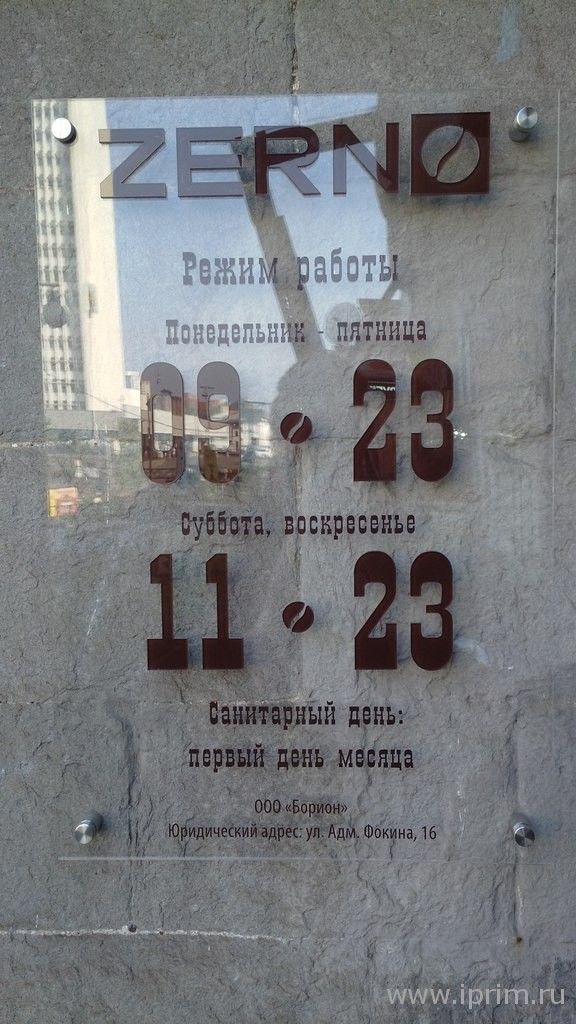 ZERNO
Режим работы
Понедельник - пятница
09 • 23
Суббота, воскресенье
11 • 23
Санитарный день:
первый день месяца
ООО «Борион»
Юридический адрес: ул. Адм. Фокина, 16
www.iprim.ru